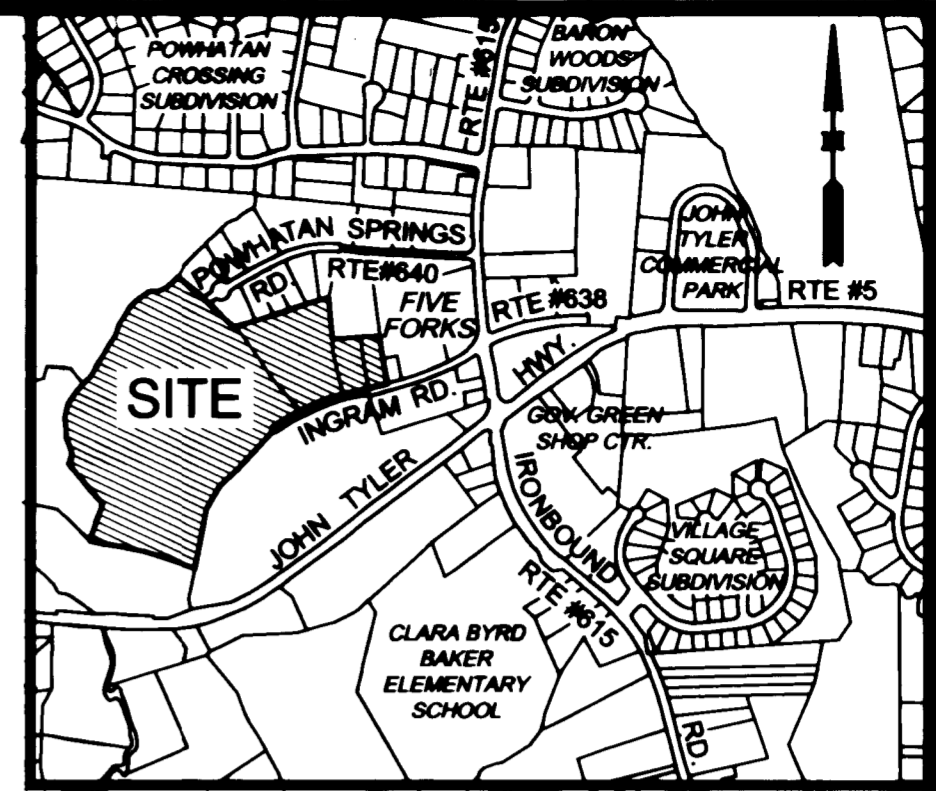 POWHATAN
CROSSING
SUBDIVISION
RTE #615
BARON
WOODS
SUBDIVISION
POWHATAN SPRINGS
RD.
RTE#640
FIVE
FORKS
RTE #638
JOHN
TYLER
COMMERCIAL
PARK
RTE #5
SITE
INGRAM RD.
HWY.
GOV. GREEN
SHOP CTR.
JOHN TYLER
IRONBOUND
RTE #615
VILLAGE
SQUARE
SUBDIVISION
CLARA BYRD
BAKER
ELEMENTARY
SCHOOL
RD.